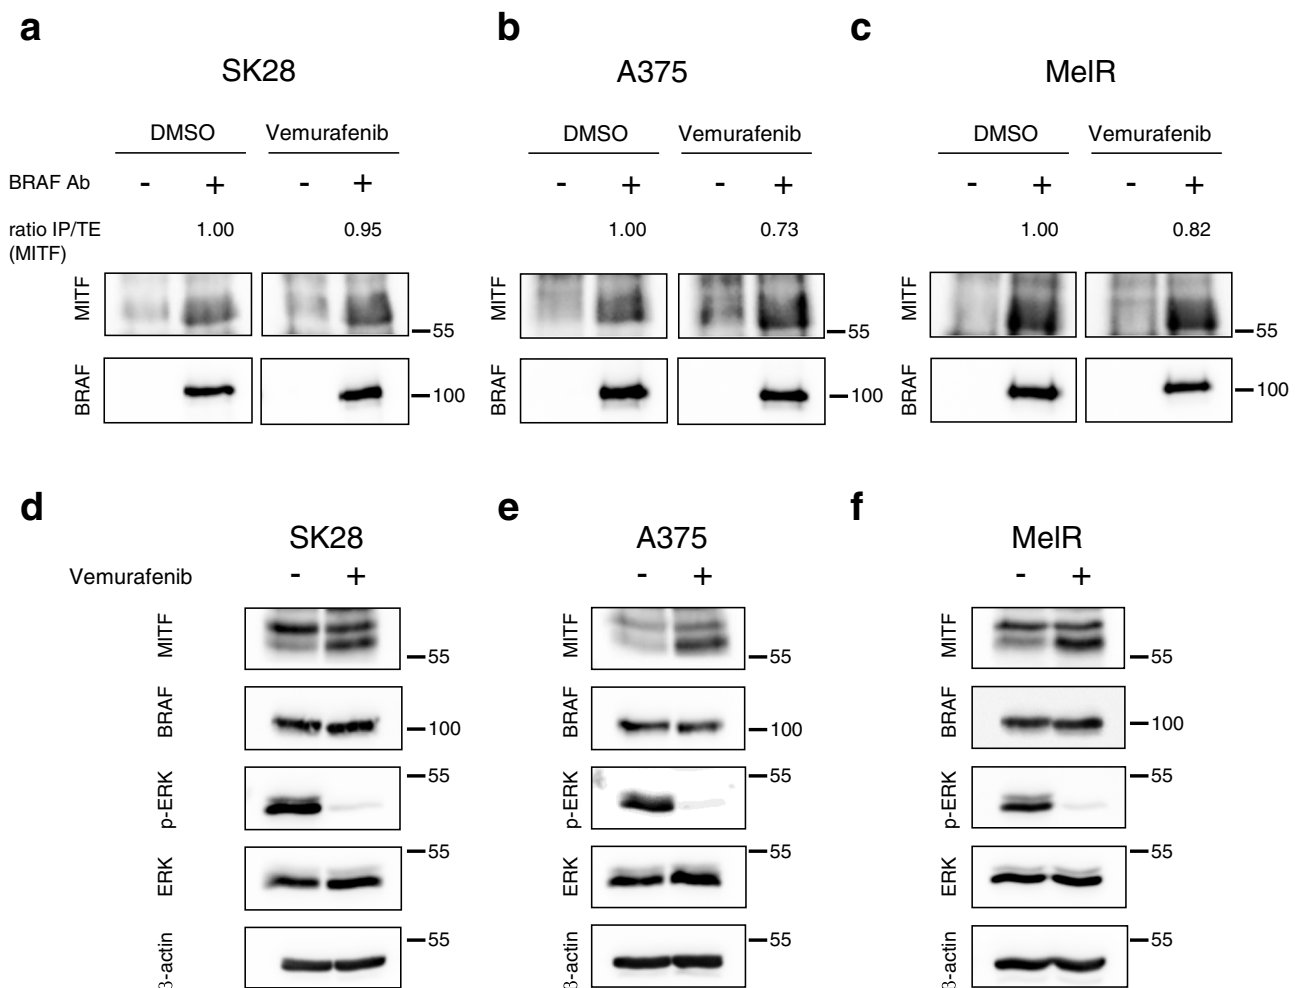 a b c
SK28 A375 MelR
DMSO Vemurafenib DMSO Vemurafenib DMSO Vemurafenib
BRAF Ab - + - + - + - + - + - +
ratio IP/TE 1.00 0.95 1.00 0.73 1.00 0.82
(MITF)
MITF 55 MITF 55 MITF 55
BRAF 100 BRAF 100 BRAF 100
d e f
SK28 A375 MelR
Vemurafenib - + - + - +
MITF 55 MITF 55 MITF 55
BRAF 100 BRAF 100 BRAF 100
p-ERK 55 p-ERK 55 p-ERK 55
ERK 55 ERK 55 ERK 55
β-actin 55 β-actin 55 β-actin 55